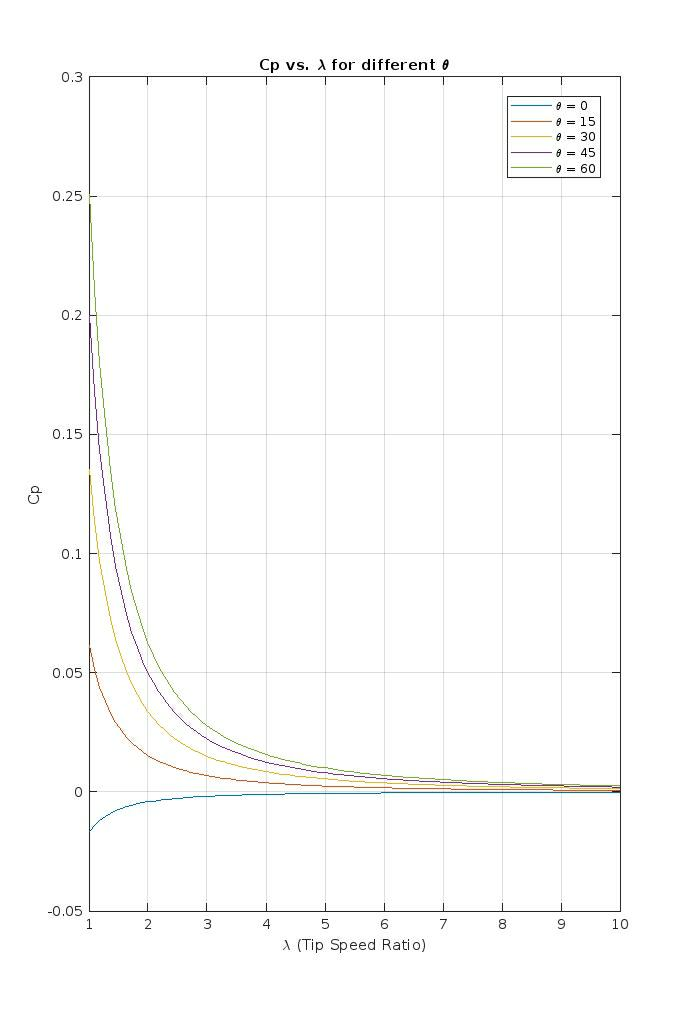 Cp vs. λ for different θ
θ = 0
θ = 15
θ = 30
θ = 45
θ = 60
0.3
0.25
0.2
0.15
0.1
0.05
0
-0.05
Cp
1 2 3 4 5 6 7 8 9 10
λ (Tip Speed Ratio)